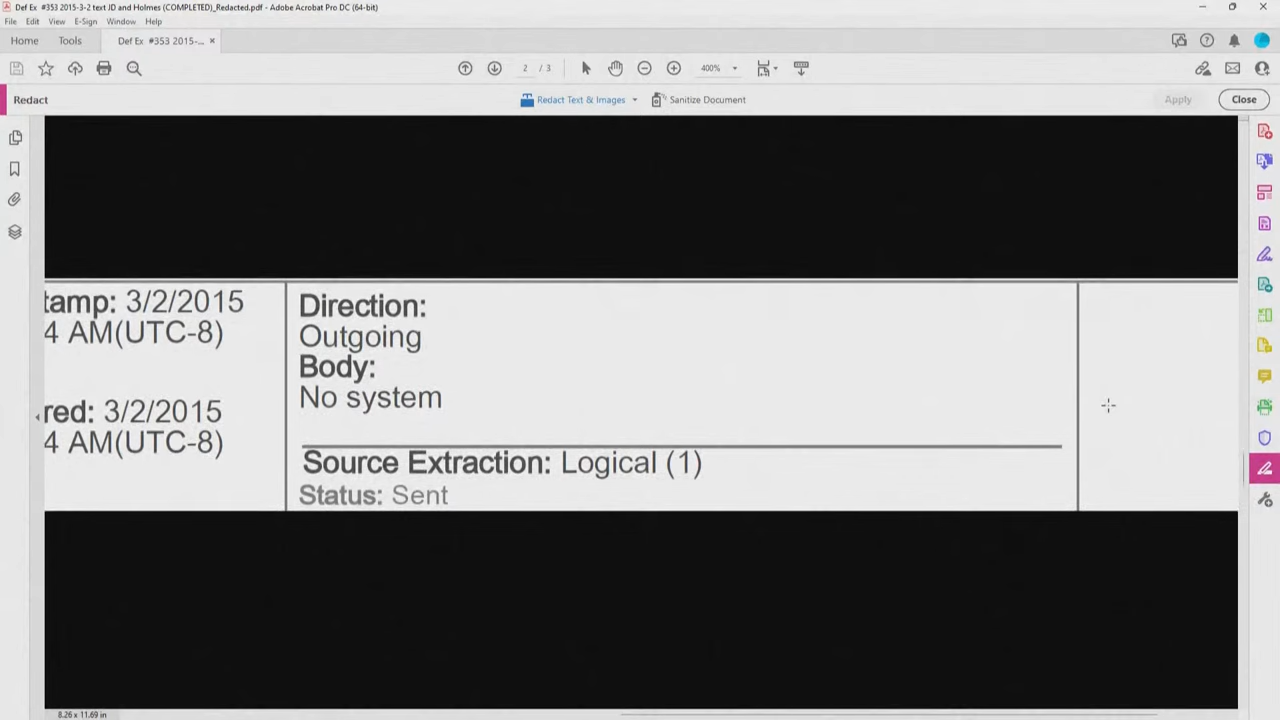 Def Ex #353 2015-3-2 text JD and Holmes (COMPLETED)_Redacted.pdf - Adobe Acrobat Pro DC (64-bit)
File Edit View E-Sign Window Help
Home Tools Def Ex #353 2015-... ×
2 / 3 400%
Redact Redact Text & Images Sanitize Document Apply Close
tamp: 3/2/2015
4 AM(UTC-8)
red: 3/2/2015
4 AM(UTC-8)
Direction:
Outgoing
Body:
No system
Source Extraction: Logical (1)
Status: Sent
8.26 x 11.69 in